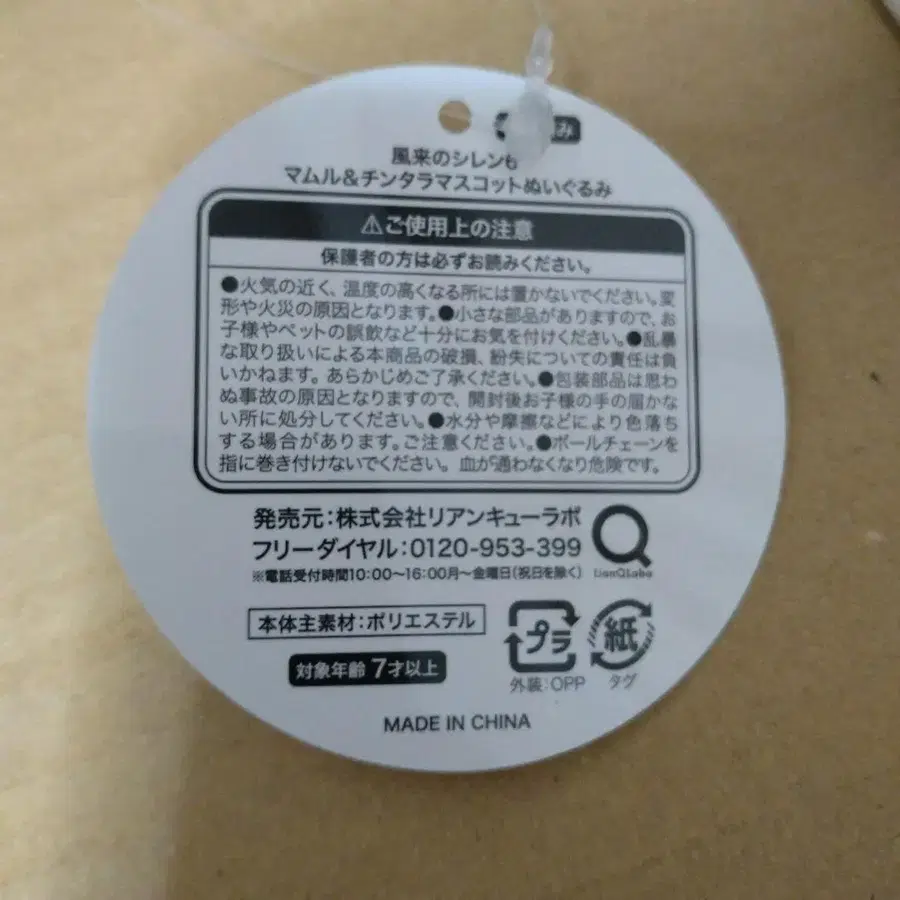 み
風来のシレン6
マムル&チンタラマスコットぬいぐるみ
⚠ご使用上の注意
保護者の方は必ずお読みください。
●火気の近く、温度の高くなる所には置かないでください。変
形や火災の原因となります。●小さな部品がありますので、お
子様やペットの誤飲など十分にお気を付けください。●乱暴
な取り扱いによる本商品の破損、紛失についての責任は負
いかねます。あらかじめご了承ください。●包装部品は思わ
ぬ事故の原因となりますので、開封後お子様の手の届かな
い所に処分してください。●水分や摩擦などにより色落ち
する場合があります。ご注意ください。●ボールチェーンを
指に巻き付けないでください。血が通わなくなり危険です。
発売元:株式会社リアンキューラボ
フリーダイヤル:0120-953-399
※電話受付時間10:00~16:00月~金曜日(祝日を除く)
LianQLabo
本体主素材:ポリエステル
対象年齢 7才以上
プラ
外装:OPP
紙
タグ
MADE IN CHINA